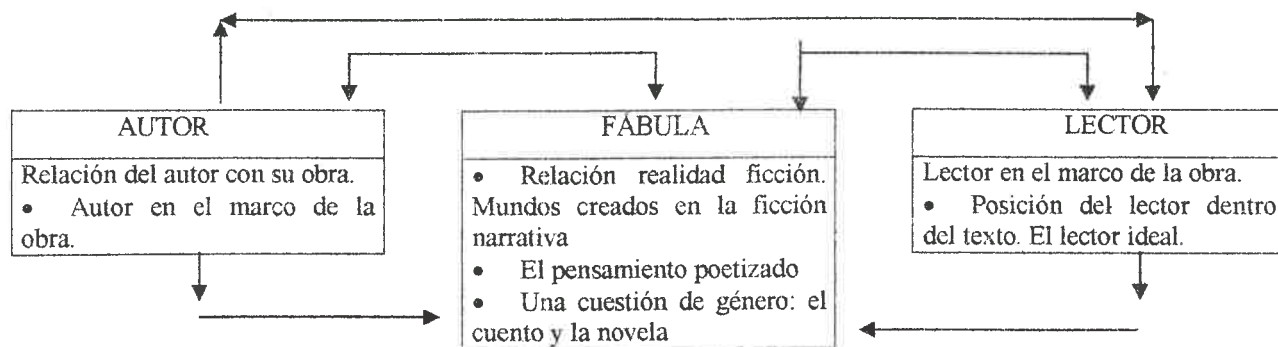 AUTOR
Relación del autor con su obra.
• Autor en el marco de la
obra.
FÁBULA
• Relación realidad ficción.
Mundos creados en la ficción
narrativa
• El pensamiento poetizado
• Una cuestión de género: el
cuento y la novela
LECTOR
Lector en el marco de la obra.
• Posición del lector dentro
del texto. El lector ideal.